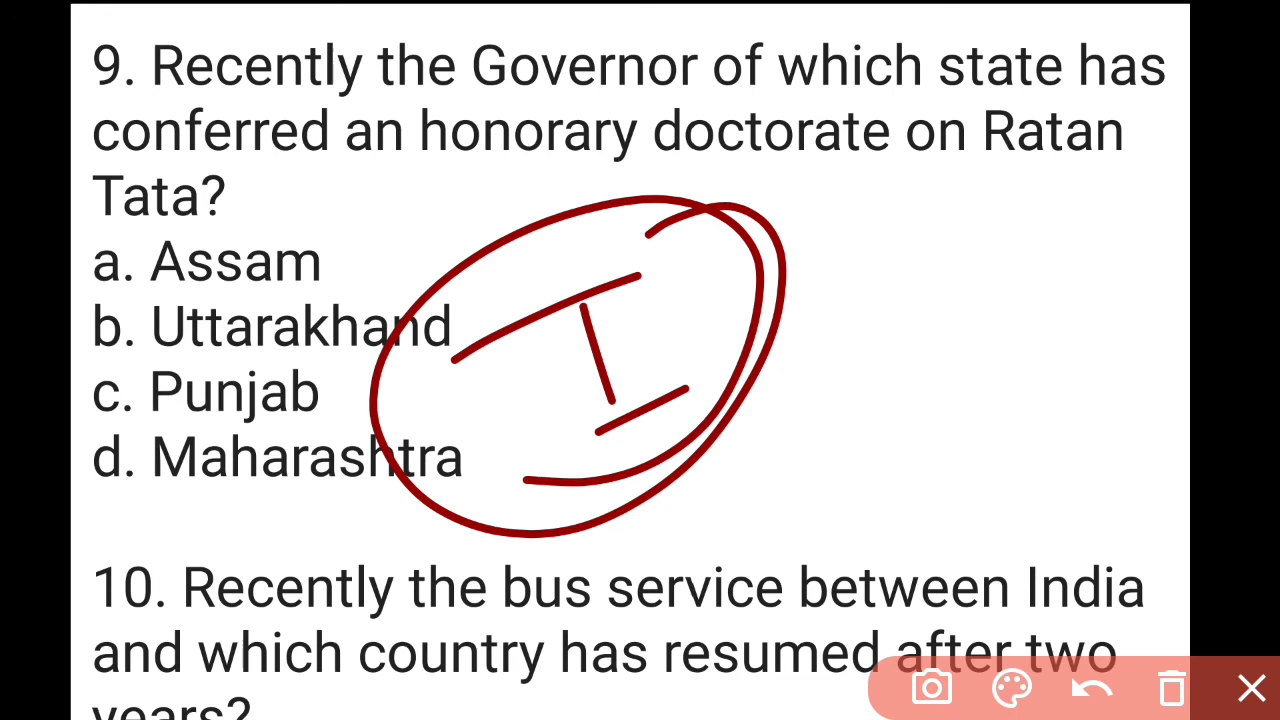 9. Recently the Governor of which state has
conferred an honorary doctorate on Ratan
Tata?
a. Assam
b. Uttarakhand
c. Punjab
d. Maharashtra
10. Recently the bus service between India
and which country has resumed after two
years?